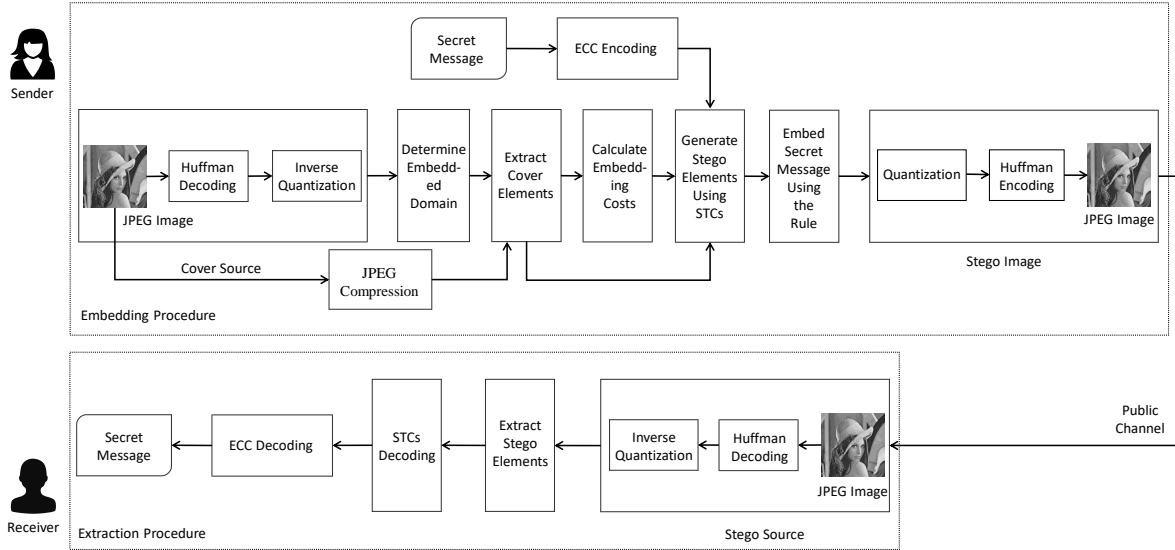 Secret
Message
ECC Encoding
Sender
Huffman
Decoding
Inverse
Quantization
JPEG Image
Determine
Embedd-
ed
Domain
Extract
Cover
Elements
Calculate
Embedd-
ing
Costs
Generate
Stego
Elements
Using
STCs
Embed
Secret
Message
Using
the
Rule
Quantization
Huffman
Encoding
JPEG Image
Cover Source
JPEG
Compression
Stego Image
Embedding Procedure
Secret
Message
ECC Decoding
STCs
Decoding
Extract
Stego
Elements
Inverse
Quantization
Huffman
Decoding
JPEG Image
Public
Channel
Receiver
Extraction Procedure
Stego Source